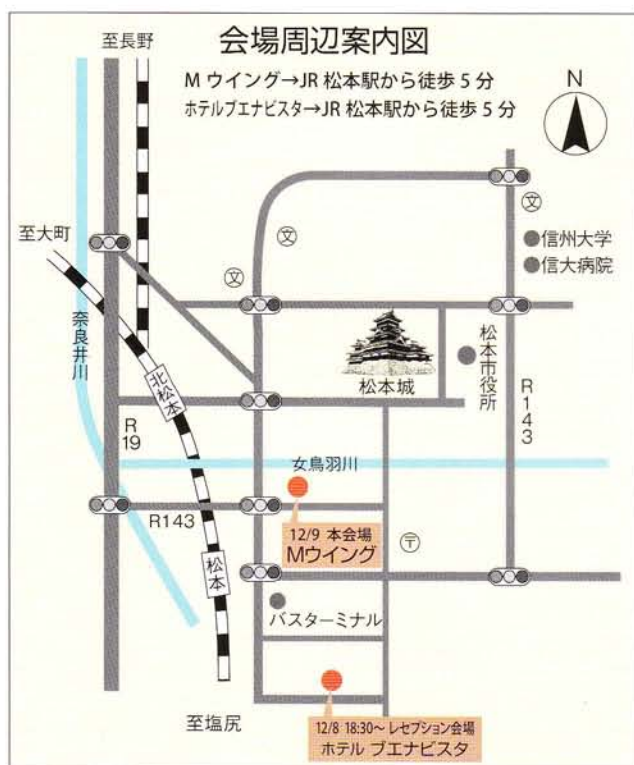 会場周辺案内図
至長野
M ウイング→JR 松本駅から徒歩 5 分
ホテルブエナビスタ→JR 松本駅から徒歩 5 分
N
至大町
文
文
文
信州大学
信大病院
奈良井川
北松本
松本城
松本市役所
R143
R19
女鳥羽川
R143
12/9 本会場
Mウイング
〒
松本
バスターミナル
至塩尻
12/8 18:30～ レセプション会場
ホテル ブエナビスタ